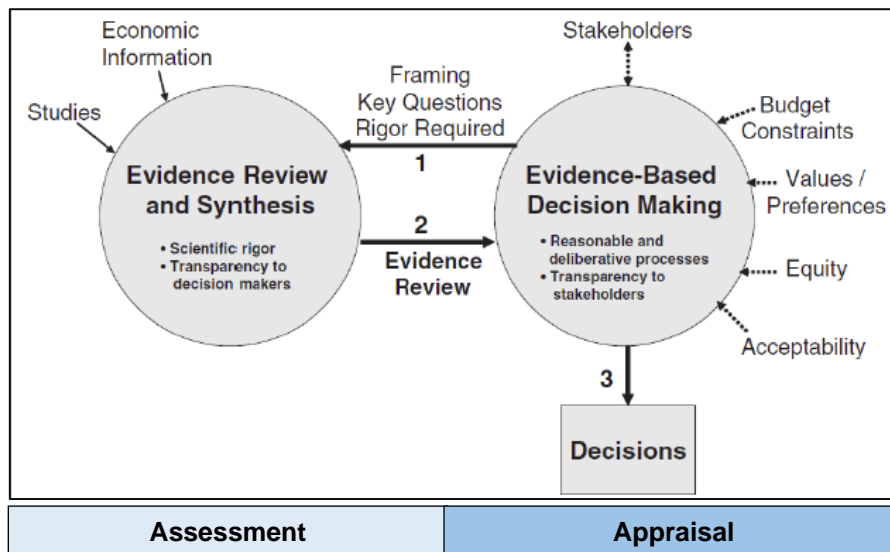 Economic
Information
Studies
Evidence Review
and Synthesis
• Scientific rigor
• Transparency to
decision makers
Framing
Key Questions
Rigor Required
1
2
Evidence
Review
Stakeholders
Evidence-Based
Decision Making
• Reasonable and
deliberative processes
• Transparency to
stakeholders
Budget
Constraints
Values /
Preferences
Equity
Acceptability
3
Decisions
Assessment
Appraisal